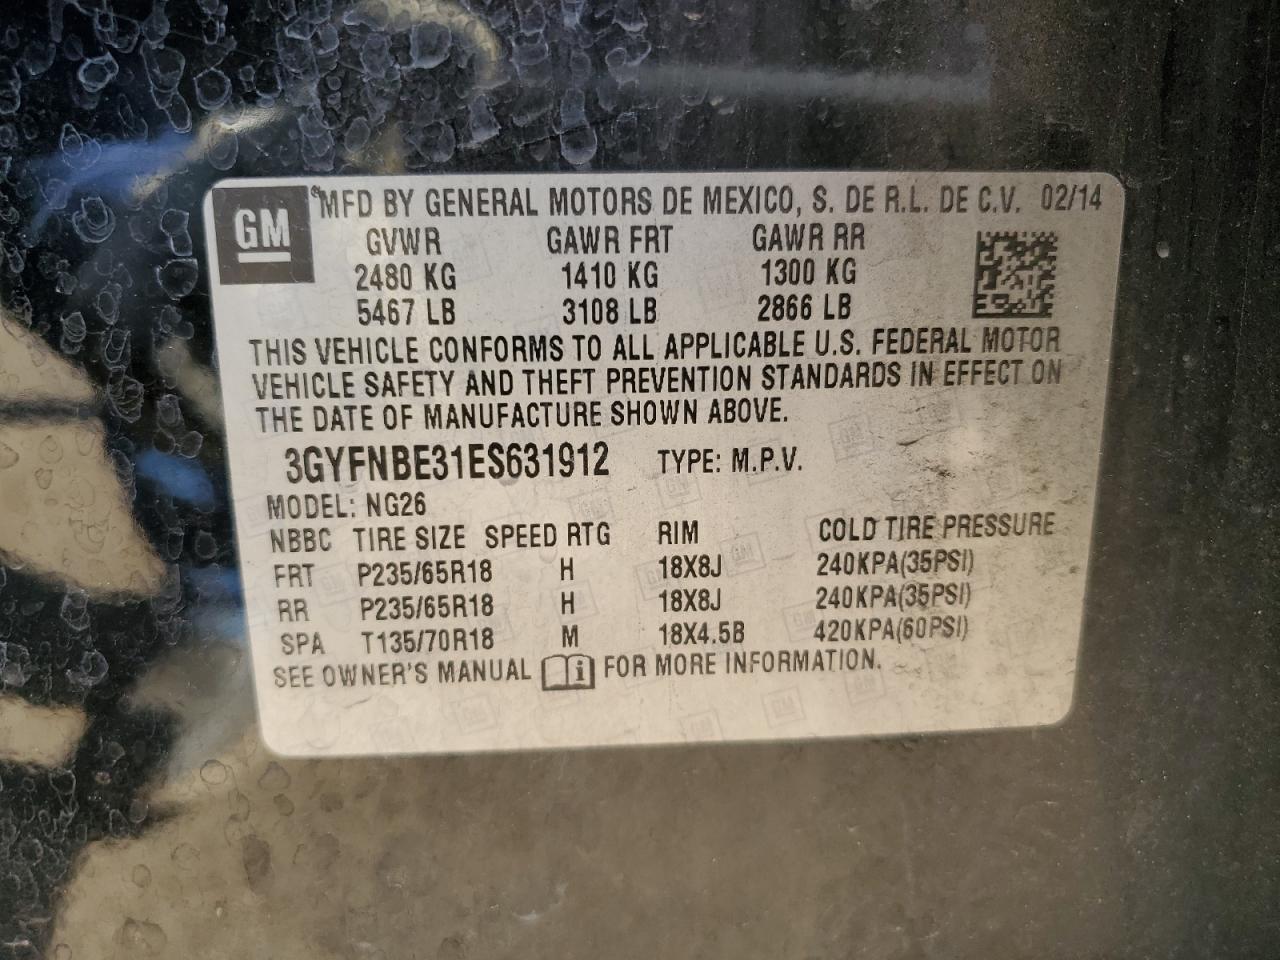 GM
®MFD BY GENERAL MOTORS DE MEXICO, S. DE R.L. DE C.V. 02/14
GVWR GAWR FRT GAWR RR
2480 KG 1410 KG 1300 KG
5467 LB 3108 LB 2866 LB
THIS VEHICLE CONFORMS TO ALL APPLICABLE U.S. FEDERAL MOTOR
VEHICLE SAFETY AND THEFT PREVENTION STANDARDS IN EFFECT ON
THE DATE OF MANUFACTURE SHOWN ABOVE.
3GYFNBE31ES631912 TYPE: M.P.V.
MODEL: NG26
NBBC TIRE SIZE SPEED RTG RIM COLD TIRE PRESSURE
FRT P235/65R18 H 18X8J 240KPA(35PSI)
RR P235/65R18 H 18X8J 240KPA(35PSI)
SPA T135/70R18 M 18X4.5B 420KPA(60PSI)
SEE OWNER'S MANUAL i FOR MORE INFORMATION.